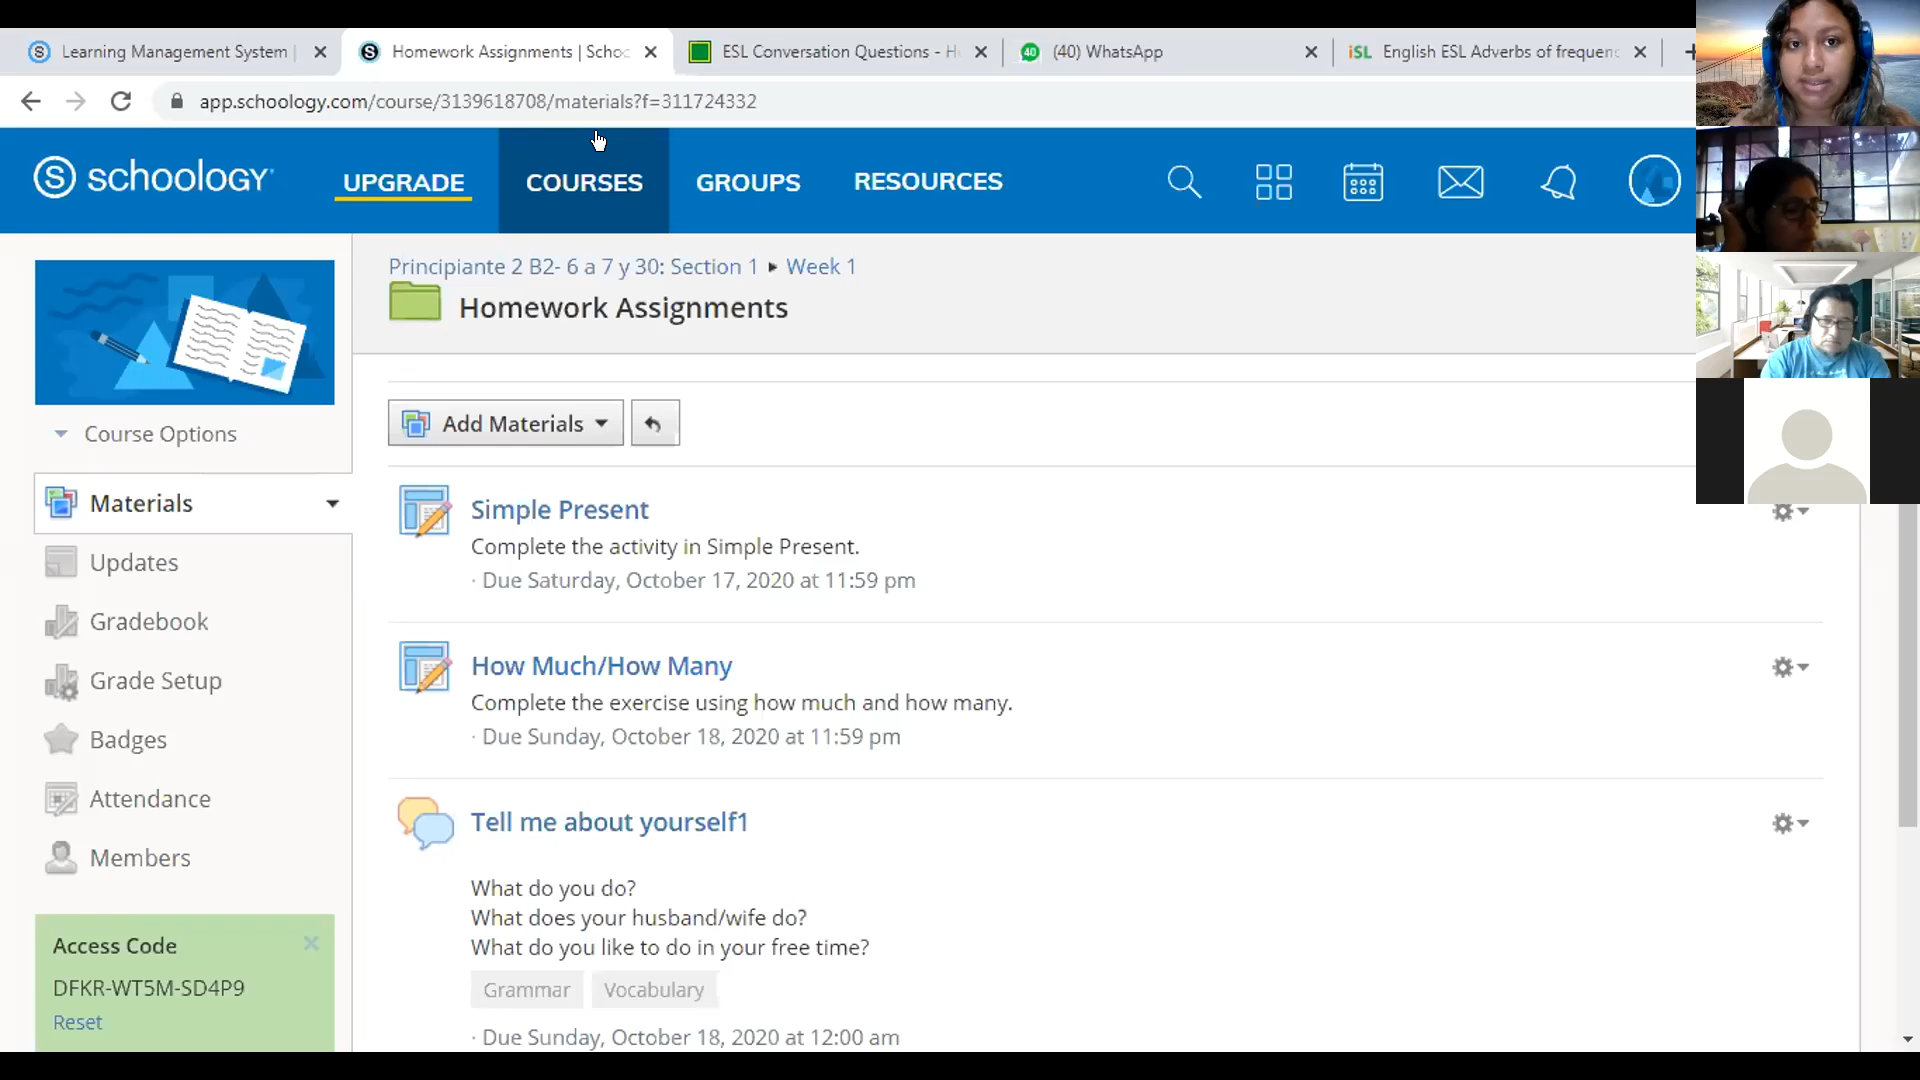 Learning Management System |
Homework Assignments | Schoo
ESL Conversation Questions - H
40
(40) WhatsApp
iSL
English ESL Adverbs of frequen
app.schoology.com/course/3139618708/materials?f=311724332
S schoology
UPGRADE
COURSES
GROUPS
RESOURCES
Principiante 2 B2- 6 a 7 y 30: Section 1 ▸ Week 1
Homework Assignments
Course Options
Add Materials
Materials
Updates
Gradebook
Grade Setup
Badges
Attendance
Members
Access Code
DFKR-WT5M-SD4P9
Reset
Simple Present
Complete the activity in Simple Present.
· Due Saturday, October 17, 2020 at 11:59 pm
How Much/How Many
Complete the exercise using how much and how many.
· Due Sunday, October 18, 2020 at 11:59 pm
Tell me about yourself1
What do you do?
What does your husband/wife do?
What do you like to do in your free time?
Grammar
Vocabulary
· Due Sunday, October 18, 2020 at 12:00 am